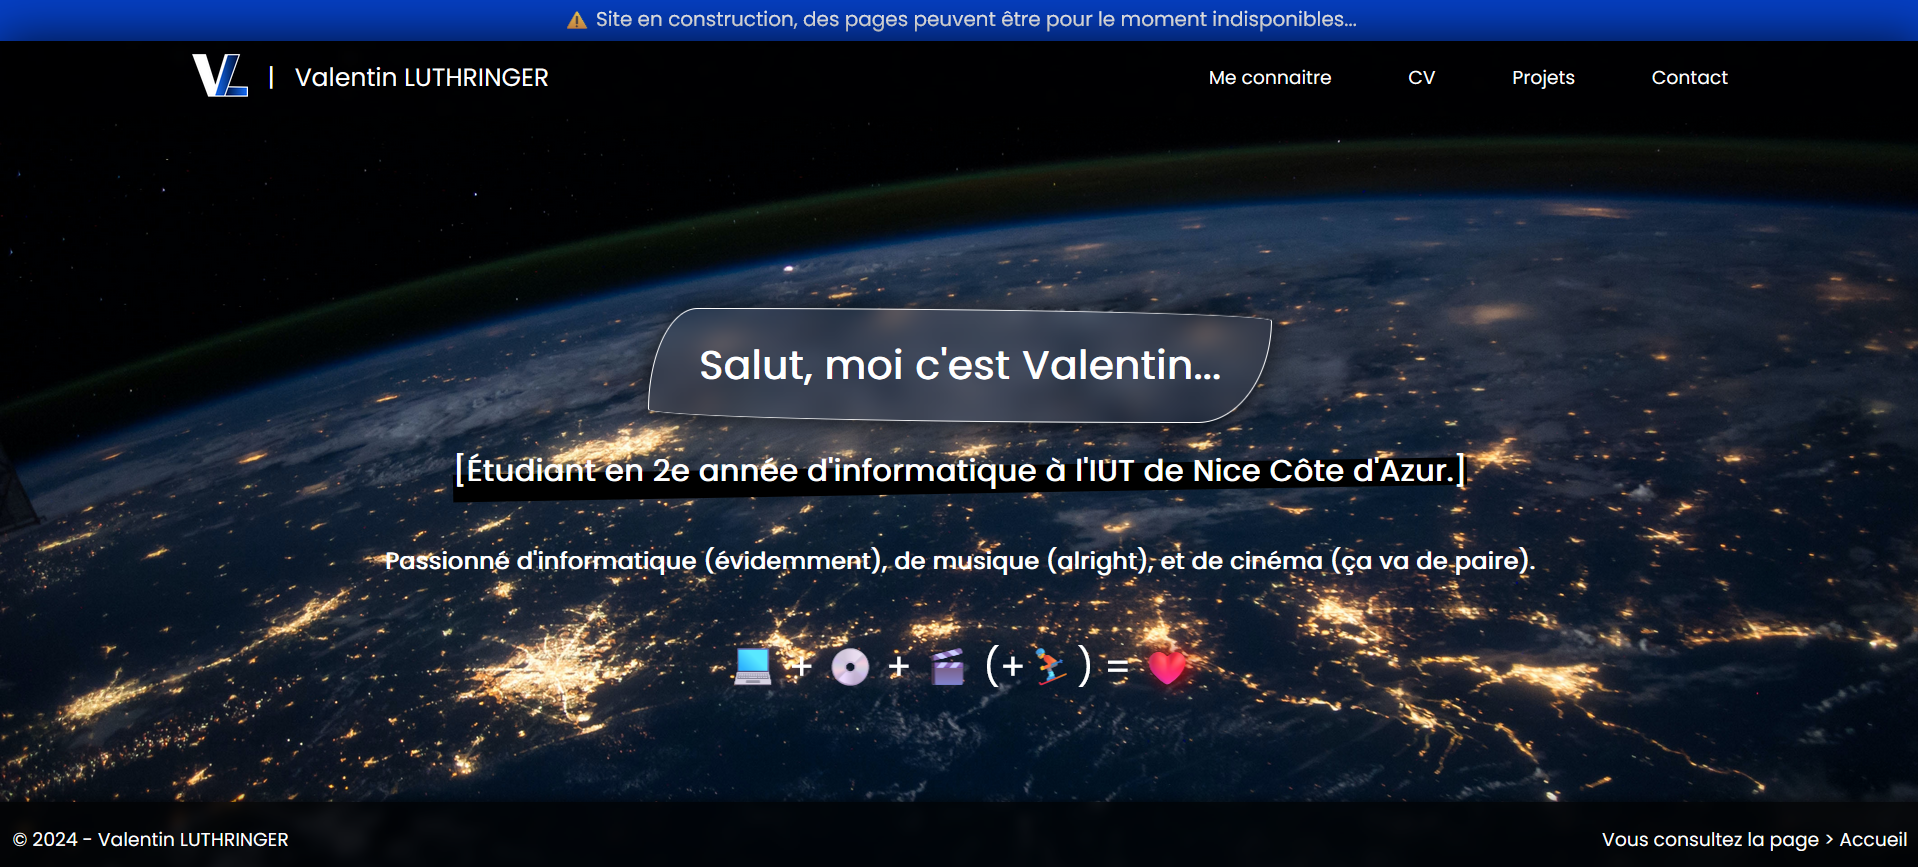 ⚠️ Site en construction, des pages peuvent être pour le moment indisponibles...
VL | Valentin LUTHRINGER
Me connaitre CV Projets Contact
Salut, moi c'est Valentin...
[Étudiant en 2e année d'informatique à l'IUT de Nice Côte d'Azur.]
Passionné d'informatique (évidemment), de musique (alright), et de cinéma (ça va de paire).
💻 + 💿 + 🎬 (+⛷️) = ❤️
© 2024 - Valentin LUTHRINGER
Vous consultez la page > Accueil